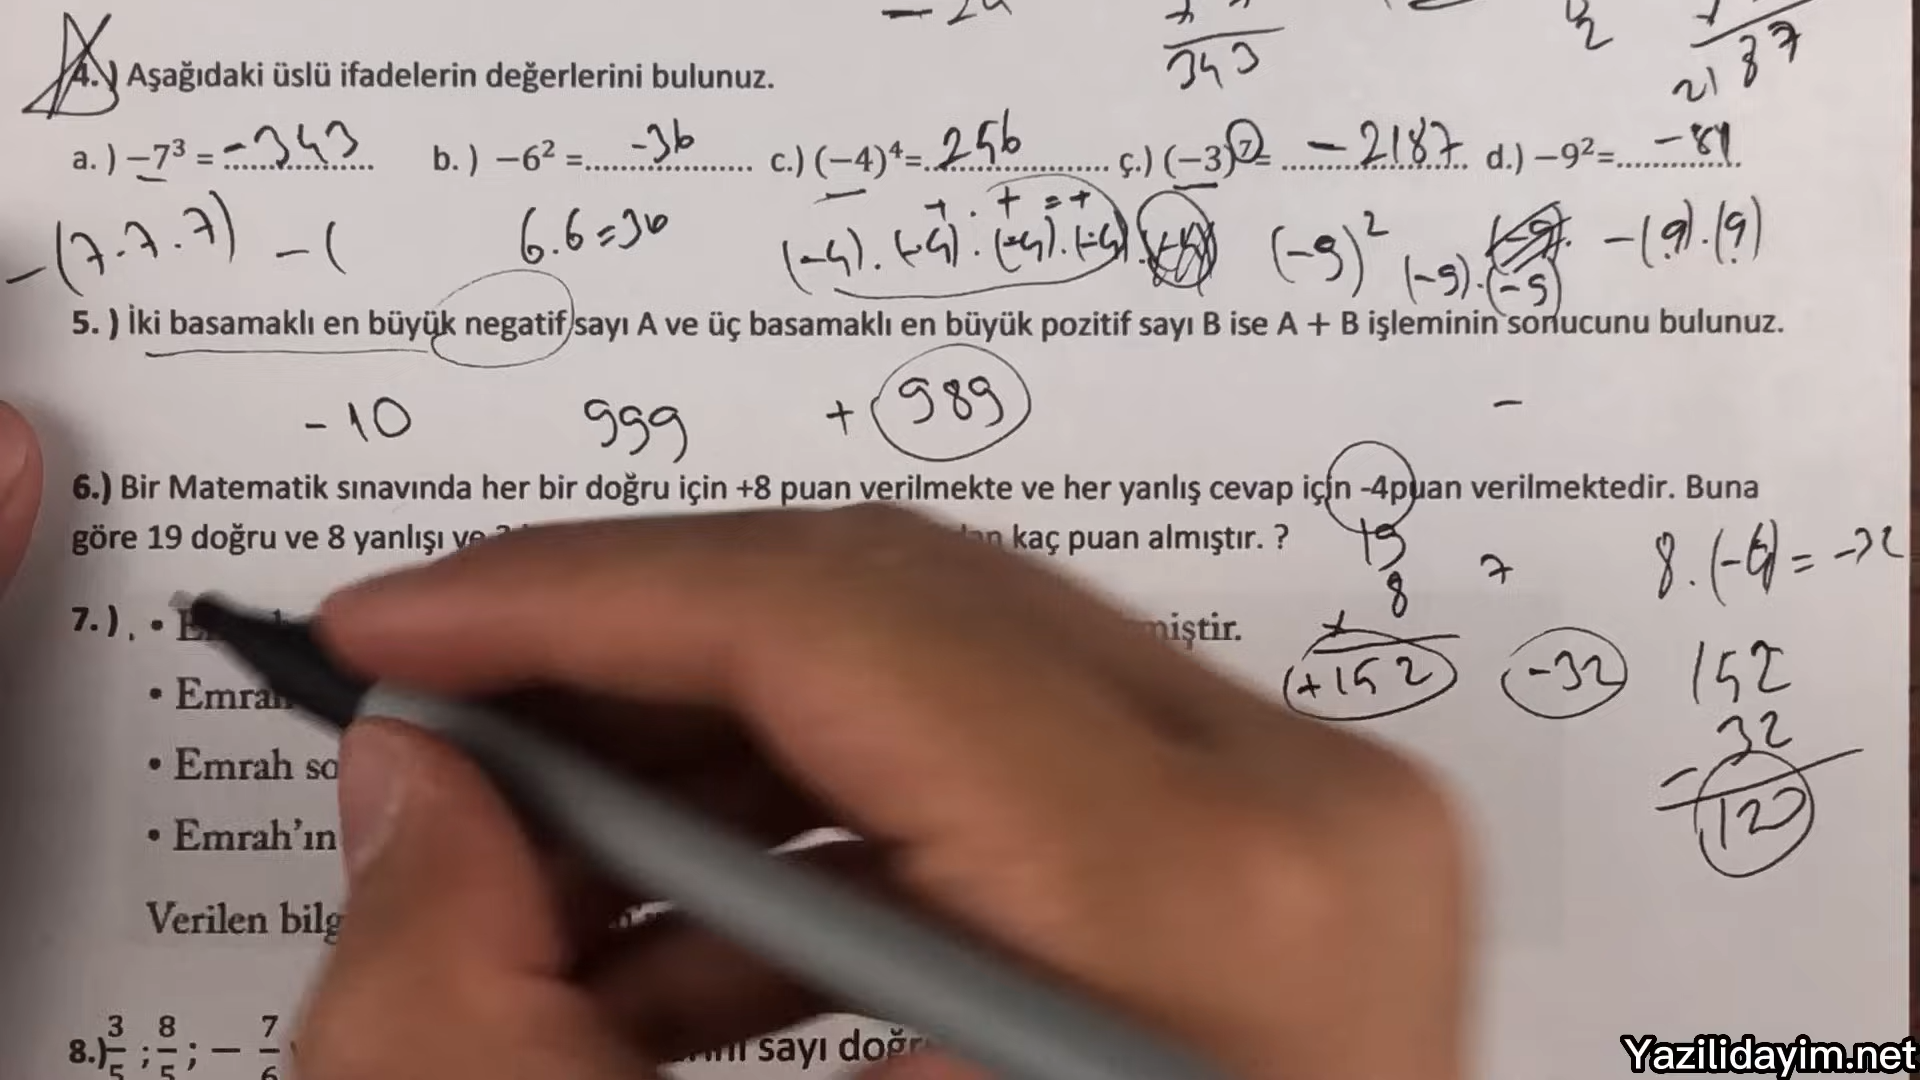 343
2187
4.) Aşağıdaki üslü ifadelerin değerlerini bulunuz.
a. ) −7³ = -343 b. ) −6² = -36 c.) (−4)⁴= 256 ç.) (−3)⁷= -2187 d.) −9²= -81
-(7.7.7) -( 6.6=36 + . + = + (-4).(-4).(-4).(-4) (-9)² (-9).(-9) -(9).(9)
5. ) İki basamaklı en büyük negatif sayı A ve üç basamaklı en büyük pozitif sayı B ise A + B işleminin sonucunu bulunuz.
-10 999 + 989 -
6.) Bir Matematik sınavında her bir doğru için +8 puan verilmekte ve her yanlış cevap için -4puan verilmektedir. Buna
göre 19 doğru ve 8 yanlışı ve kaç puan almıştır. ?
19 7 8.(-4) = -32
x 8
+152 -32 152
- 32
120
7.) . •
• Emrah
• Emrah
• Emrah'ın
Verilen
8.) 3/5 ; 8/5 ; − 7/6 sayı
Yazilidayim.net